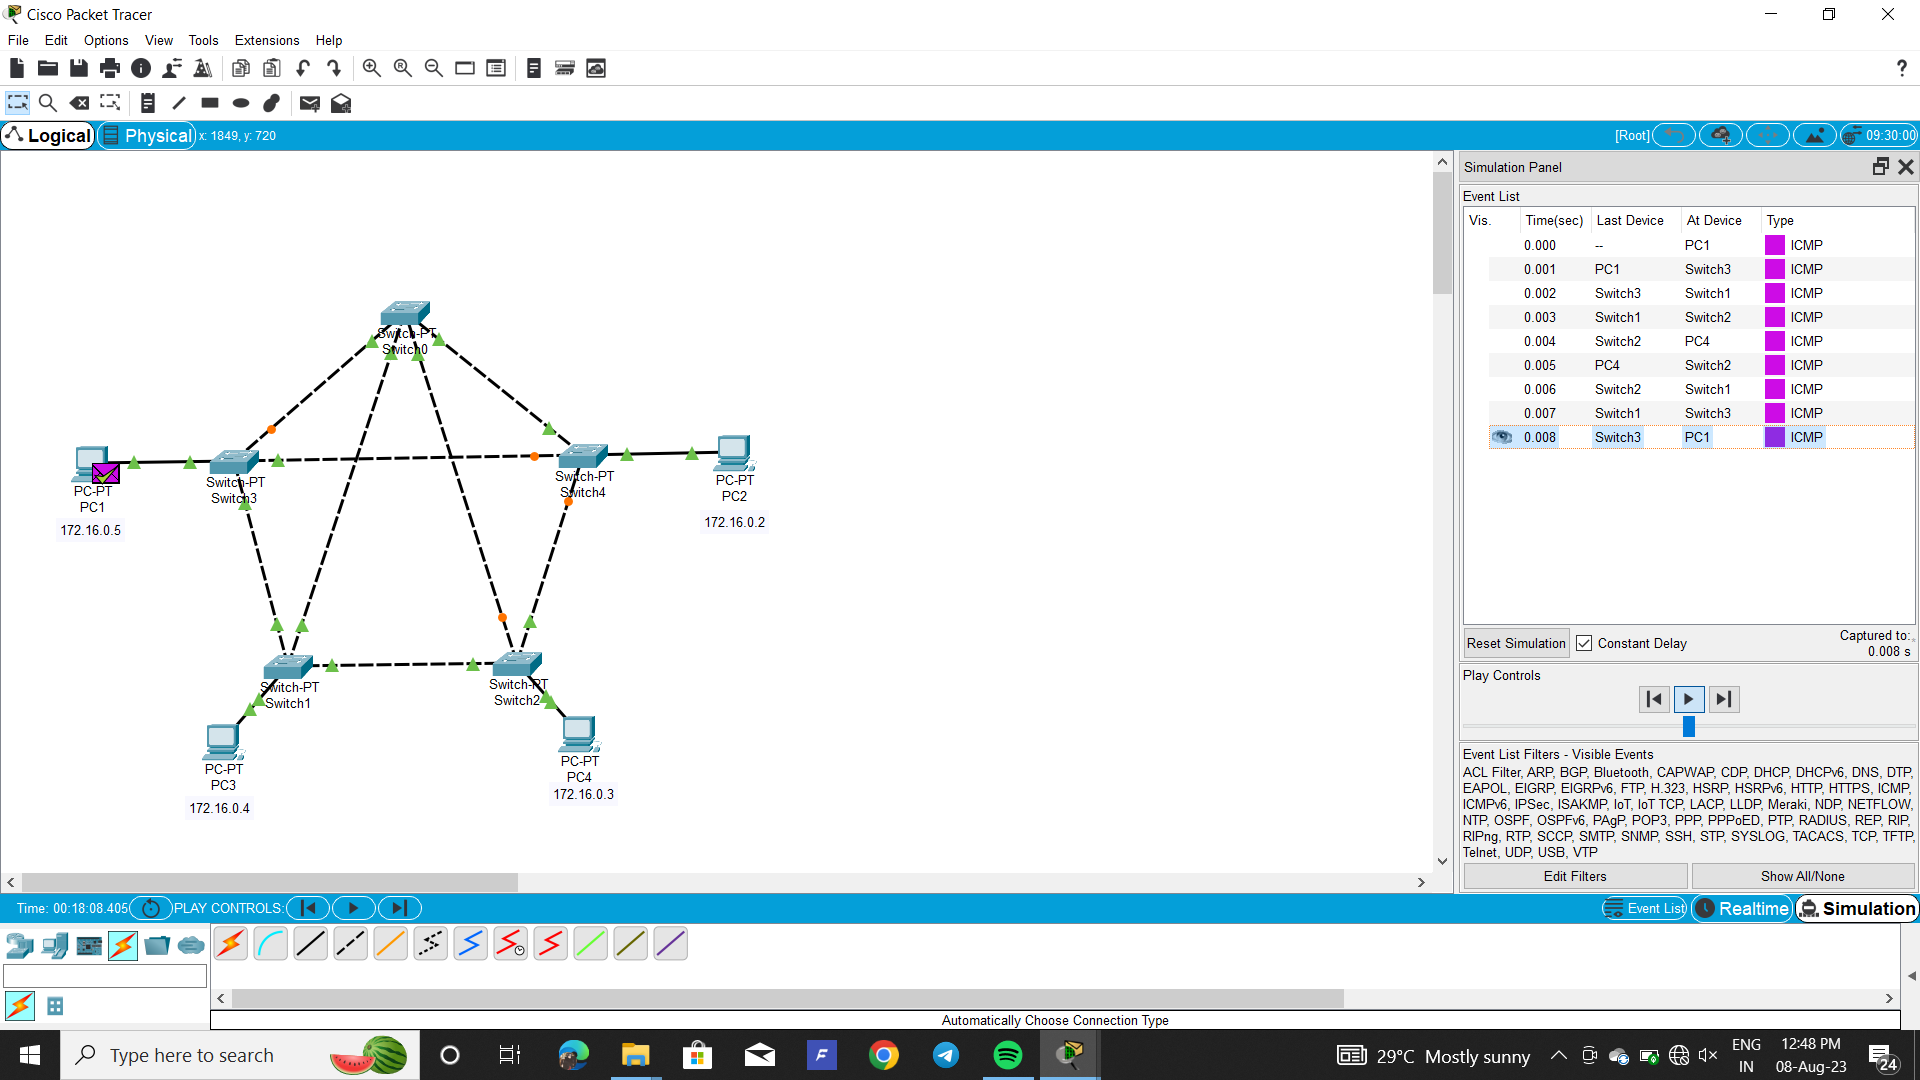 Cisco Packet Tracer
File Edit Options View Tools Extensions Help
Logical Physical x: 1849, y: 720 [Root] 09:30:00
Simulation Panel
Event List
Vis. Time(sec) Last Device At Device Type
0.000 -- PC1 ICMP
0.001 PC1 Switch3 ICMP
0.002 Switch3 Switch1 ICMP
0.003 Switch1 Switch2 ICMP
0.004 Switch2 PC4 ICMP
0.005 PC4 Switch2 ICMP
0.006 Switch2 Switch1 ICMP
0.007 Switch1 Switch3 ICMP
0.008 Switch3 PC1 ICMP
Reset Simulation Constant Delay Captured to:
0.008 s
Play Controls
Event List Filters - Visible Events
ACL Filter, ARP, BGP, Bluetooth, CAPWAP, CDP, DHCP, DHCPv6, DNS, DTP,
EAPOL, EIGRP, EIGRPv6, FTP, H.323, HSRP, HSRPv6, HTTP, HTTPS, ICMP,
ICMPv6, IPSec, ISAKMP, IoT, IoT TCP, LACP, LLDP, Meraki, NDP, NETFLOW,
NTP, OSPF, OSPFv6, PAgP, POP3, PPP, PPPoED, PTP, RADIUS, REP, RIP,
RIPng, RTP, SCCP, SMTP, SNMP, SSH, STP, SYSLOG, TACACS, TCP, TFTP,
Telnet, UDP, USB, VTP
Edit Filters Show All/None
Switch-PT
Switch0
PC-PT
PC1
172.16.0.5
Switch-PT
Switch3
Switch-PT
Switch4
PC-PT
PC2
172.16.0.2
Switch-PT
Switch1
Switch-PT
Switch2
PC-PT
PC3
172.16.0.4
PC-PT
PC4
172.16.0.3
Time: 00:18:08.405 PLAY CONTROLS: Event List Realtime Simulation
Automatically Choose Connection Type
Type here to search
29°C Mostly sunny
ENG
IN
12:48 PM
08-Aug-23
24